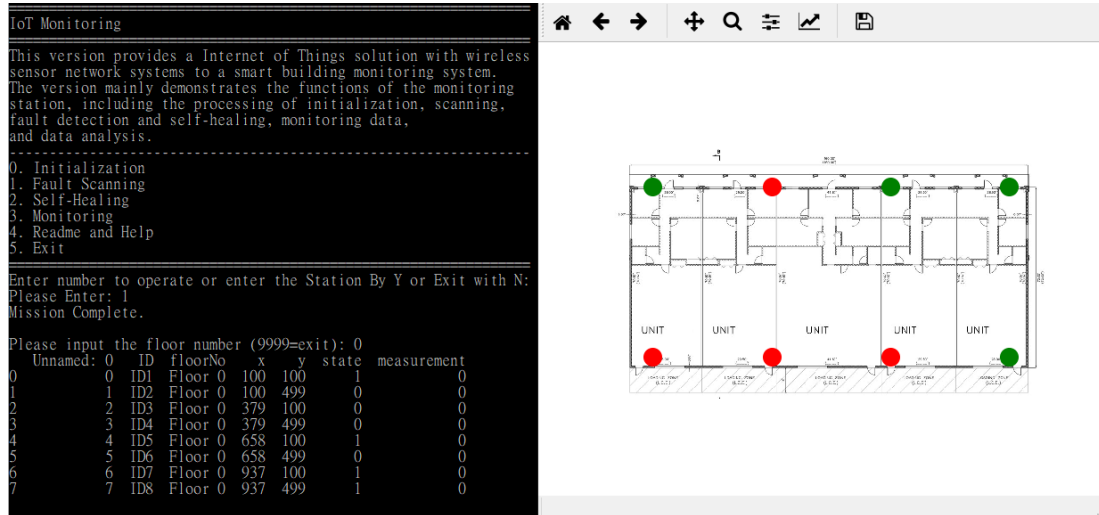 IoT Monitoring
This version provides a Internet of Things solution with wireless
sensor network systems to a smart building monitoring system.
The version mainly demonstrates the functions of the monitoring
station, including the processing of initialization, scanning,
fault detection and self-healing, monitoring data,
and data analysis.
0. Initialization
1. Fault Scanning
2. Self-Healing
3. Monitoring
4. Readme and Help
5. Exit
Enter number to operate or enter the Station By Y or Exit with N:
Please Enter: 1
Mission Complete.
Please input the floor number (9999=exit): 0
Unnamed: 0 ID floorNo x y state measurement
0 0 ID1 Floor 0 100 100 1 0
1 1 ID2 Floor 0 100 499 0 0
2 2 ID3 Floor 0 379 100 0 0
3 3 ID4 Floor 0 379 499 0 0
4 4 ID5 Floor 0 658 100 1 0
5 5 ID6 Floor 0 658 499 0 0
6 6 ID7 Floor 0 937 100 1 0
7 7 ID8 Floor 0 937 499 1 0
UNIT UNIT UNIT UNIT UNIT